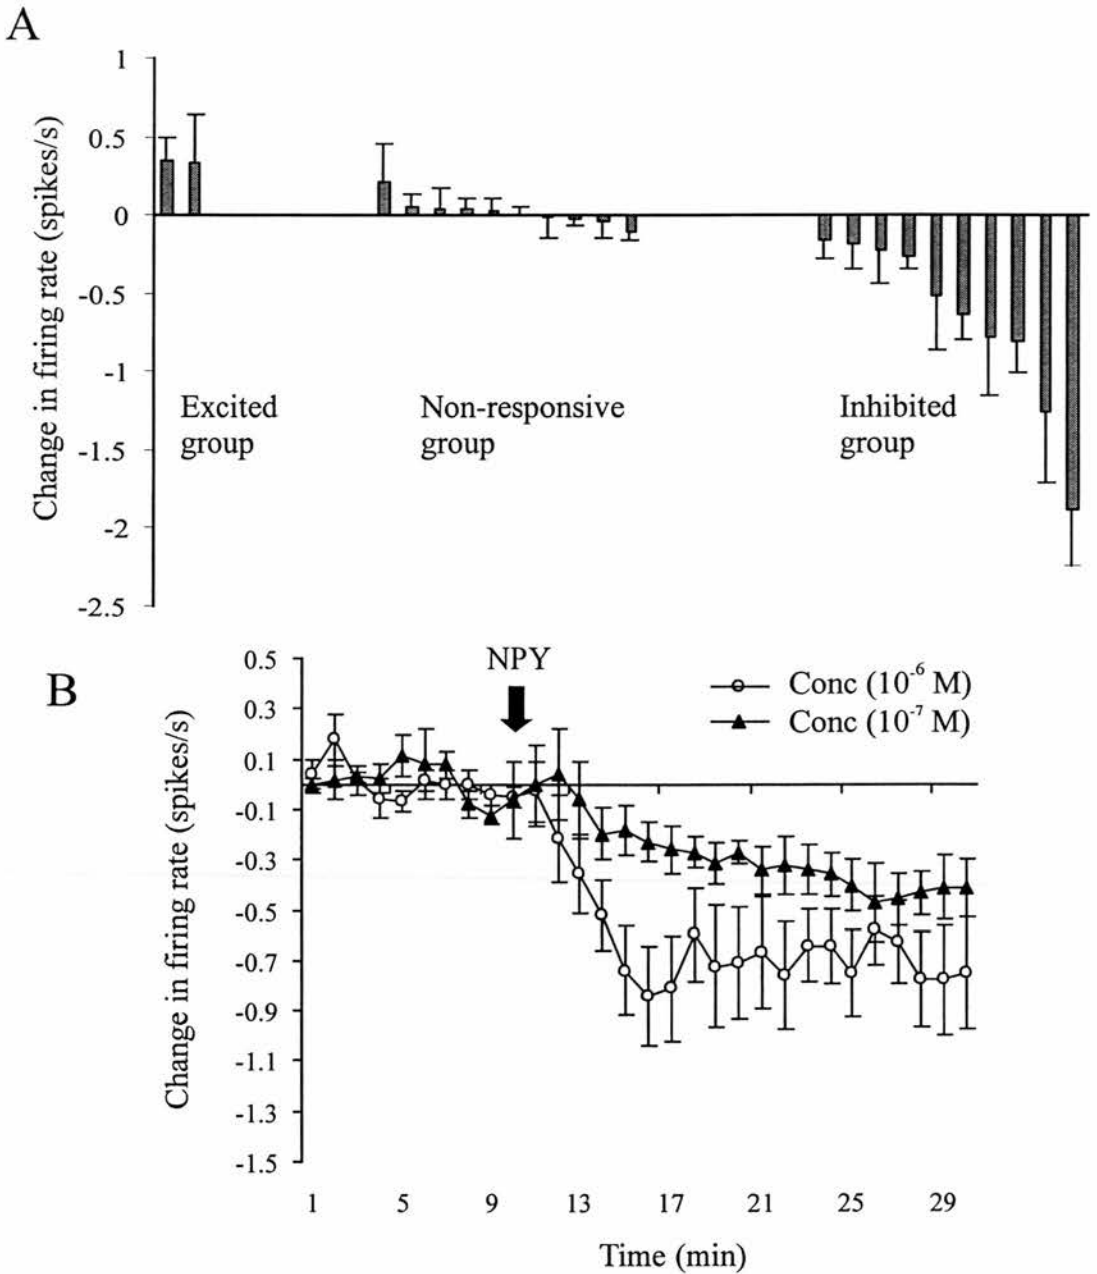 A
Change in firing rate (spikes/s)
1
0.5
0
-0.5
-1
-1.5
-2
-2.5
Excited
group
Non-responsive
group
Inhibited
group
B
Change in firing rate (spikes/s)
0.5
0.3
0.1
-0.1
-0.3
-0.5
-0.7
-0.9
-1.1
-1.3
-1.5
NPY
Conc (10⁻⁶ M)
Conc (10⁻⁷ M)
1 5 9 13 17 21 25 29
Time (min)